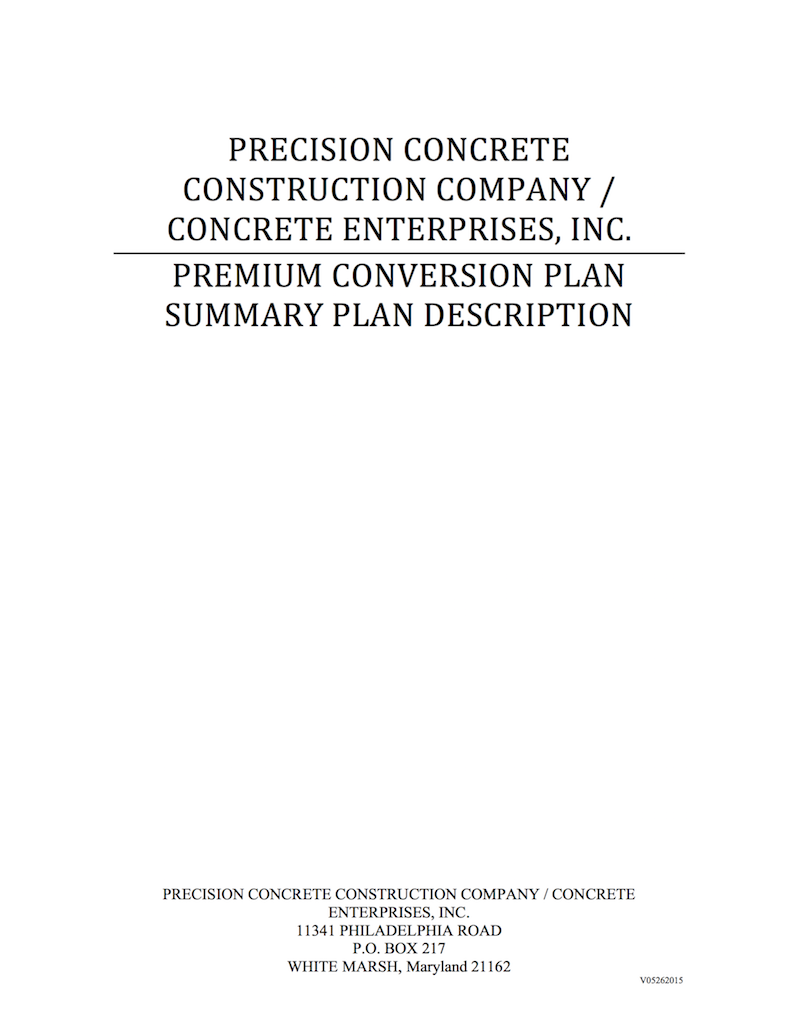 PRECISION CONCRETE
CONSTRUCTION COMPANY /
CONCRETE ENTERPRISES, INC.
PREMIUM CONVERSION PLAN
SUMMARY PLAN DESCRIPTION
PRECISION CONCRETE CONSTRUCTION COMPANY / CONCRETE
ENTERPRISES, INC.
11341 PHILADELPHIA ROAD
P.O. BOX 217
WHITE MARSH, Maryland 21162
V05262015